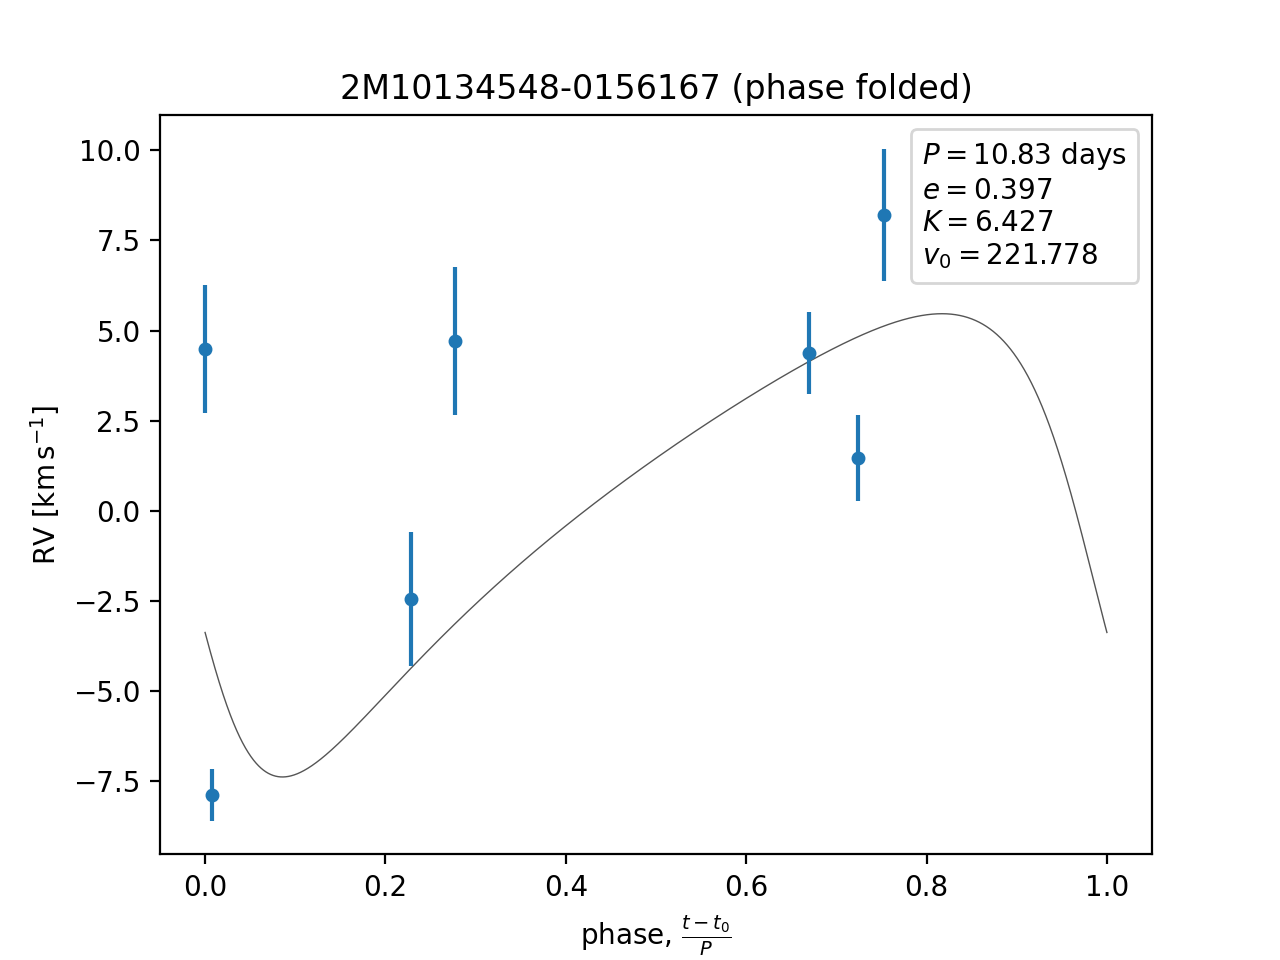 2M10134548-0156167 (phase folded)
P = 10.83 days
e = 0.397
K = 6.427
v₀ = 221.778
10.0
7.5
5.0
2.5
0.0
−2.5
−5.0
−7.5
RV [km s⁻¹]
0.0 0.2 0.4 0.6 0.8 1.0
phase, (t − t₀)/P